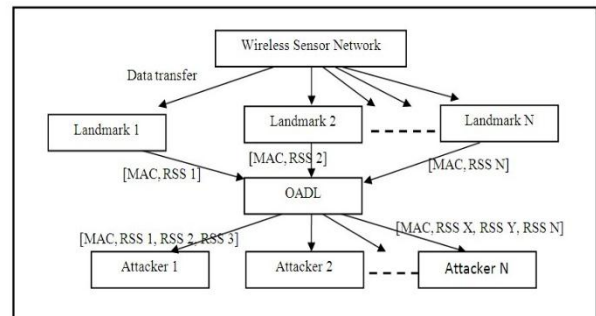 Wireless Sensor Network
Data transfer
Landmark 1
Landmark 2
Landmark N
[MAC, RSS 1]
[MAC, RSS 2]
[MAC, RSS N]
OADL
[MAC, RSS 1, RSS 2, RSS 3]
[MAC, RSS X, RSS Y, RSS N]
Attacker 1
Attacker 2
Attacker N